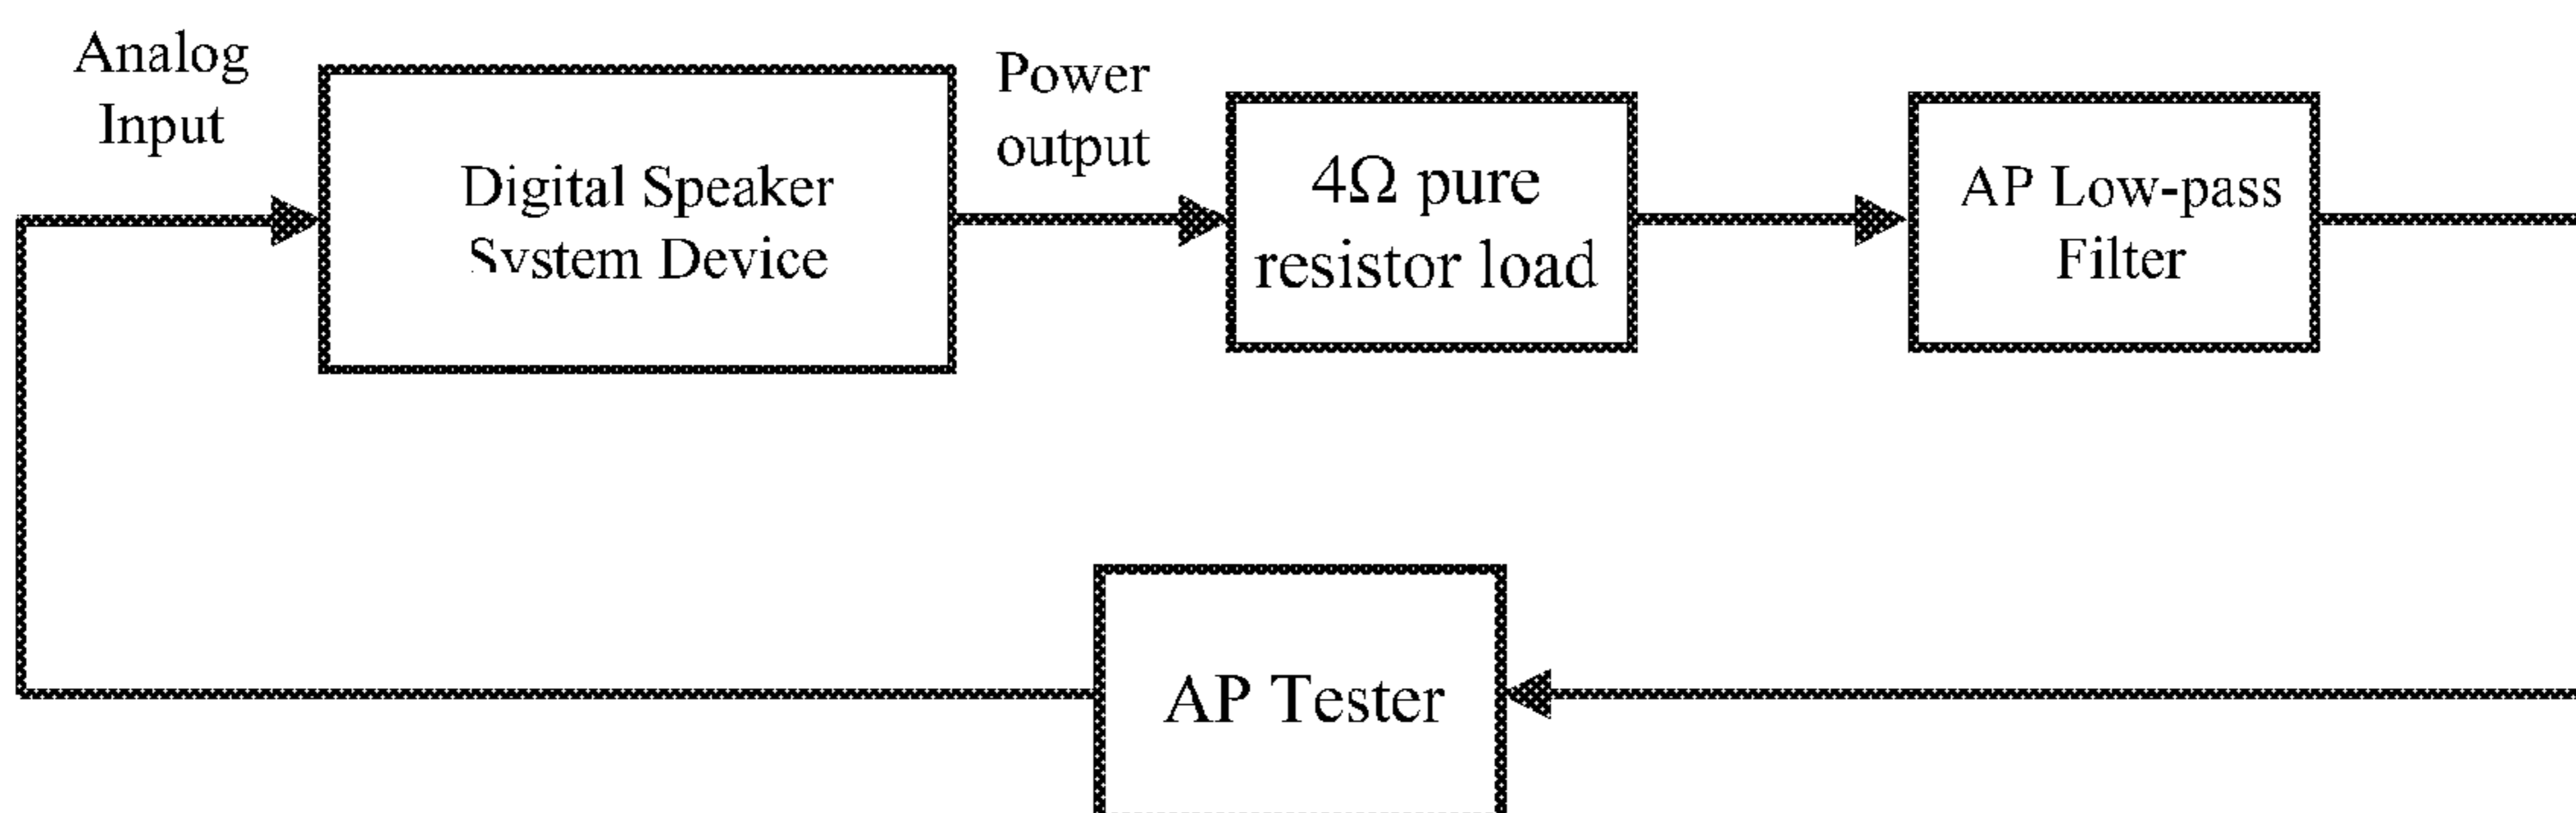 Analog
Input
Digital Speaker
System Device
Power
output
4Ω pure
resistor load
AP Low-pass
Filter
AP Tester